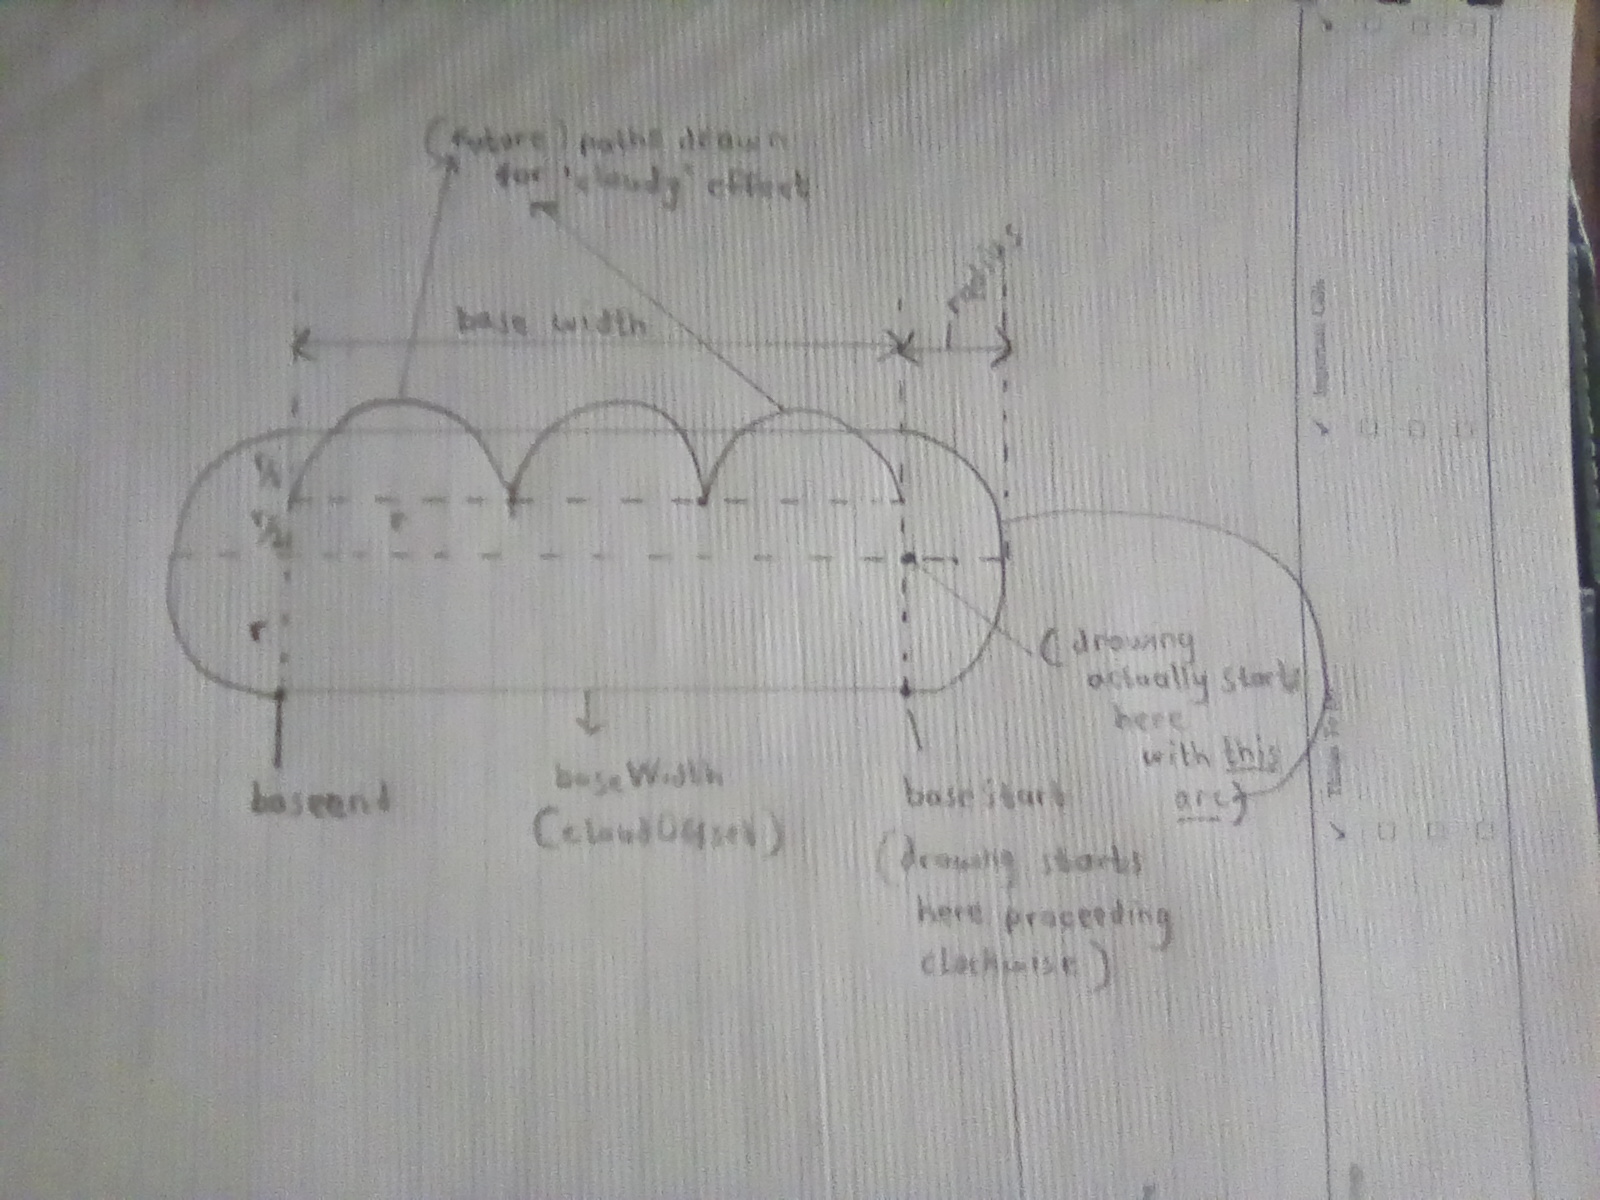 (future) paths drawn
for 'cloudy' effect
radius
base width
r/2
r/2
r
r
(drawing
actually starts
here
with this
arc)
baseend
baseWidth
(cloudOffset)
baseStart
(drawing starts
here proceeding
clockwise)